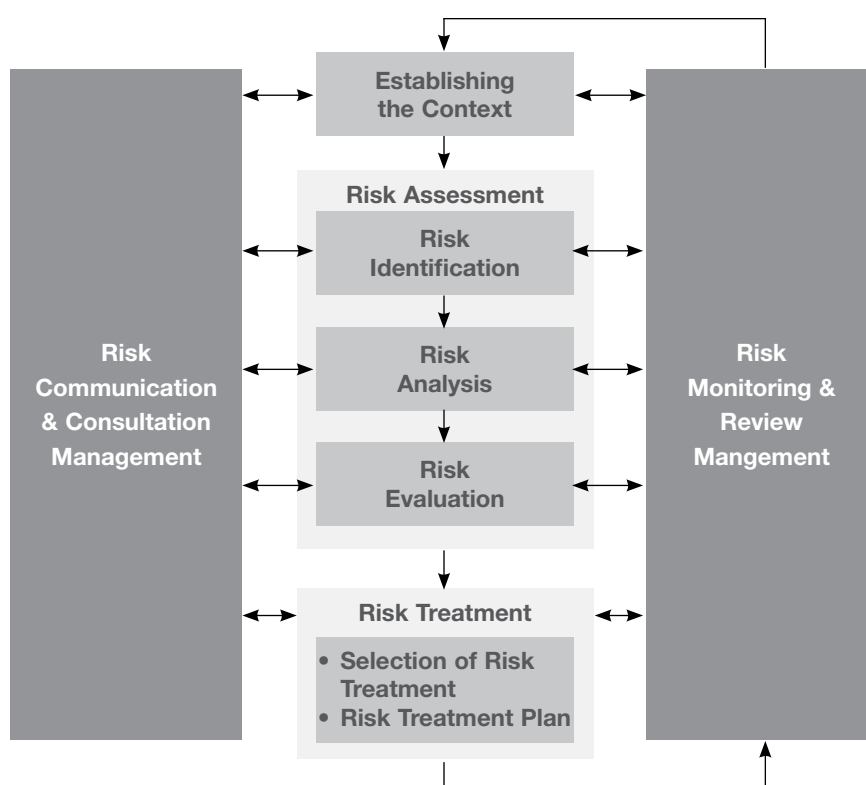 Establishing
the Context
Risk Assessment
Risk
Identification
Risk
Analysis
Risk
Evaluation
Risk
Communication
& Consultation
Management
Risk
Monitoring &
Review
Mangement
Risk Treatment
• Selection of Risk
Treatment
• Risk Treatment Plan